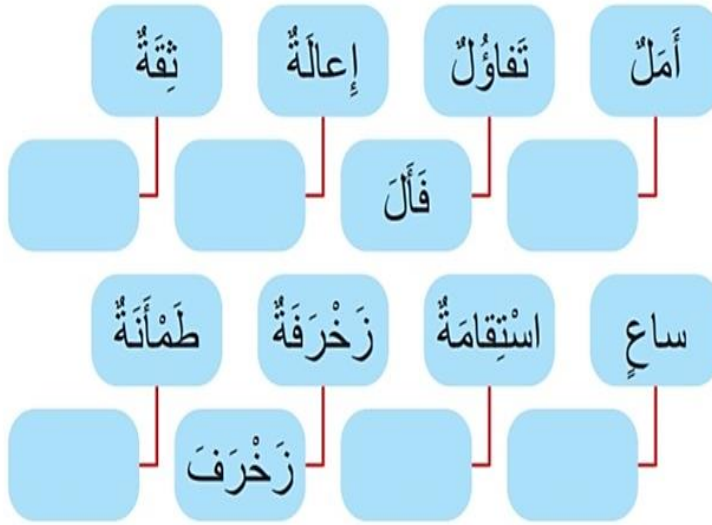 أَمَلٌ تَفاؤُلٌ إِعالَةٌ ثِقَةٌ
فَأَلَ
ساعٍ اسْتِقامَةٌ زَخْرَفَةٌ طَمْأَنَةٌ
زَخْرَفَ